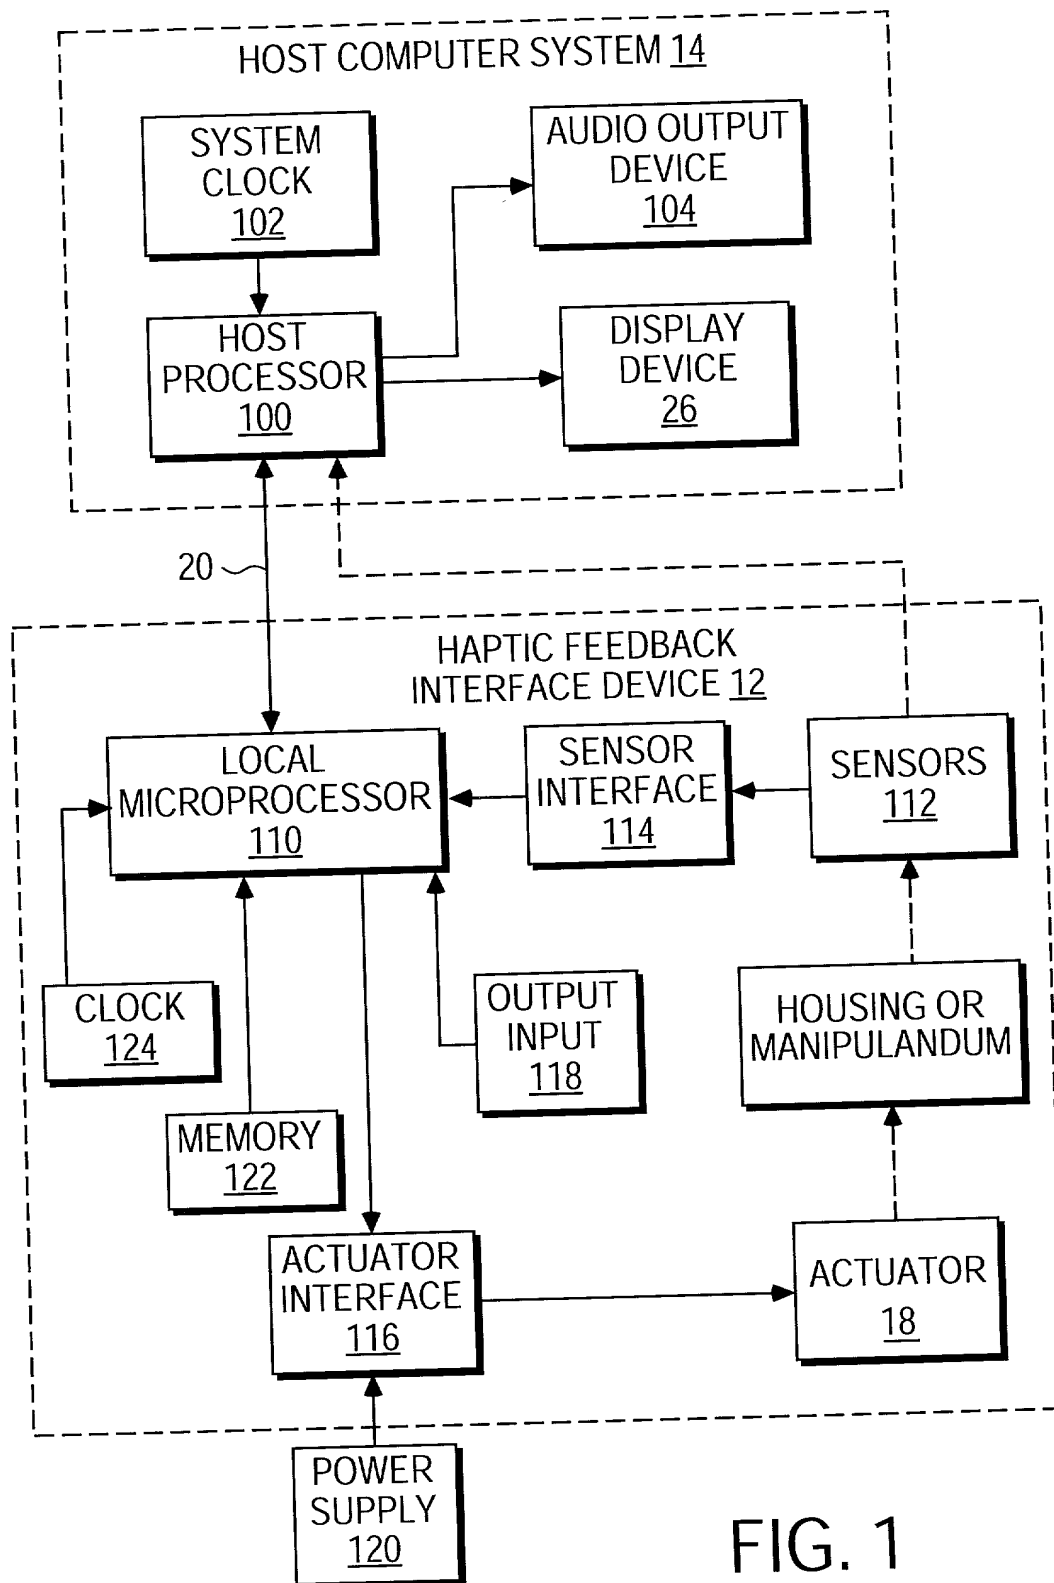 HOST COMPUTER SYSTEM 14
SYSTEM
CLOCK
102
AUDIO OUTPUT
DEVICE
104
HOST
PROCESSOR
100
DISPLAY
DEVICE
26
20
HAPTIC FEEDBACK
INTERFACE DEVICE 12
LOCAL
MICROPROCESSOR
110
SENSOR
INTERFACE
114
SENSORS
112
CLOCK
124
OUTPUT
INPUT
118
HOUSING OR
MANIPULANDUM
MEMORY
122
ACTUATOR
INTERFACE
116
ACTUATOR
18
POWER
SUPPLY
120
FIG. 1